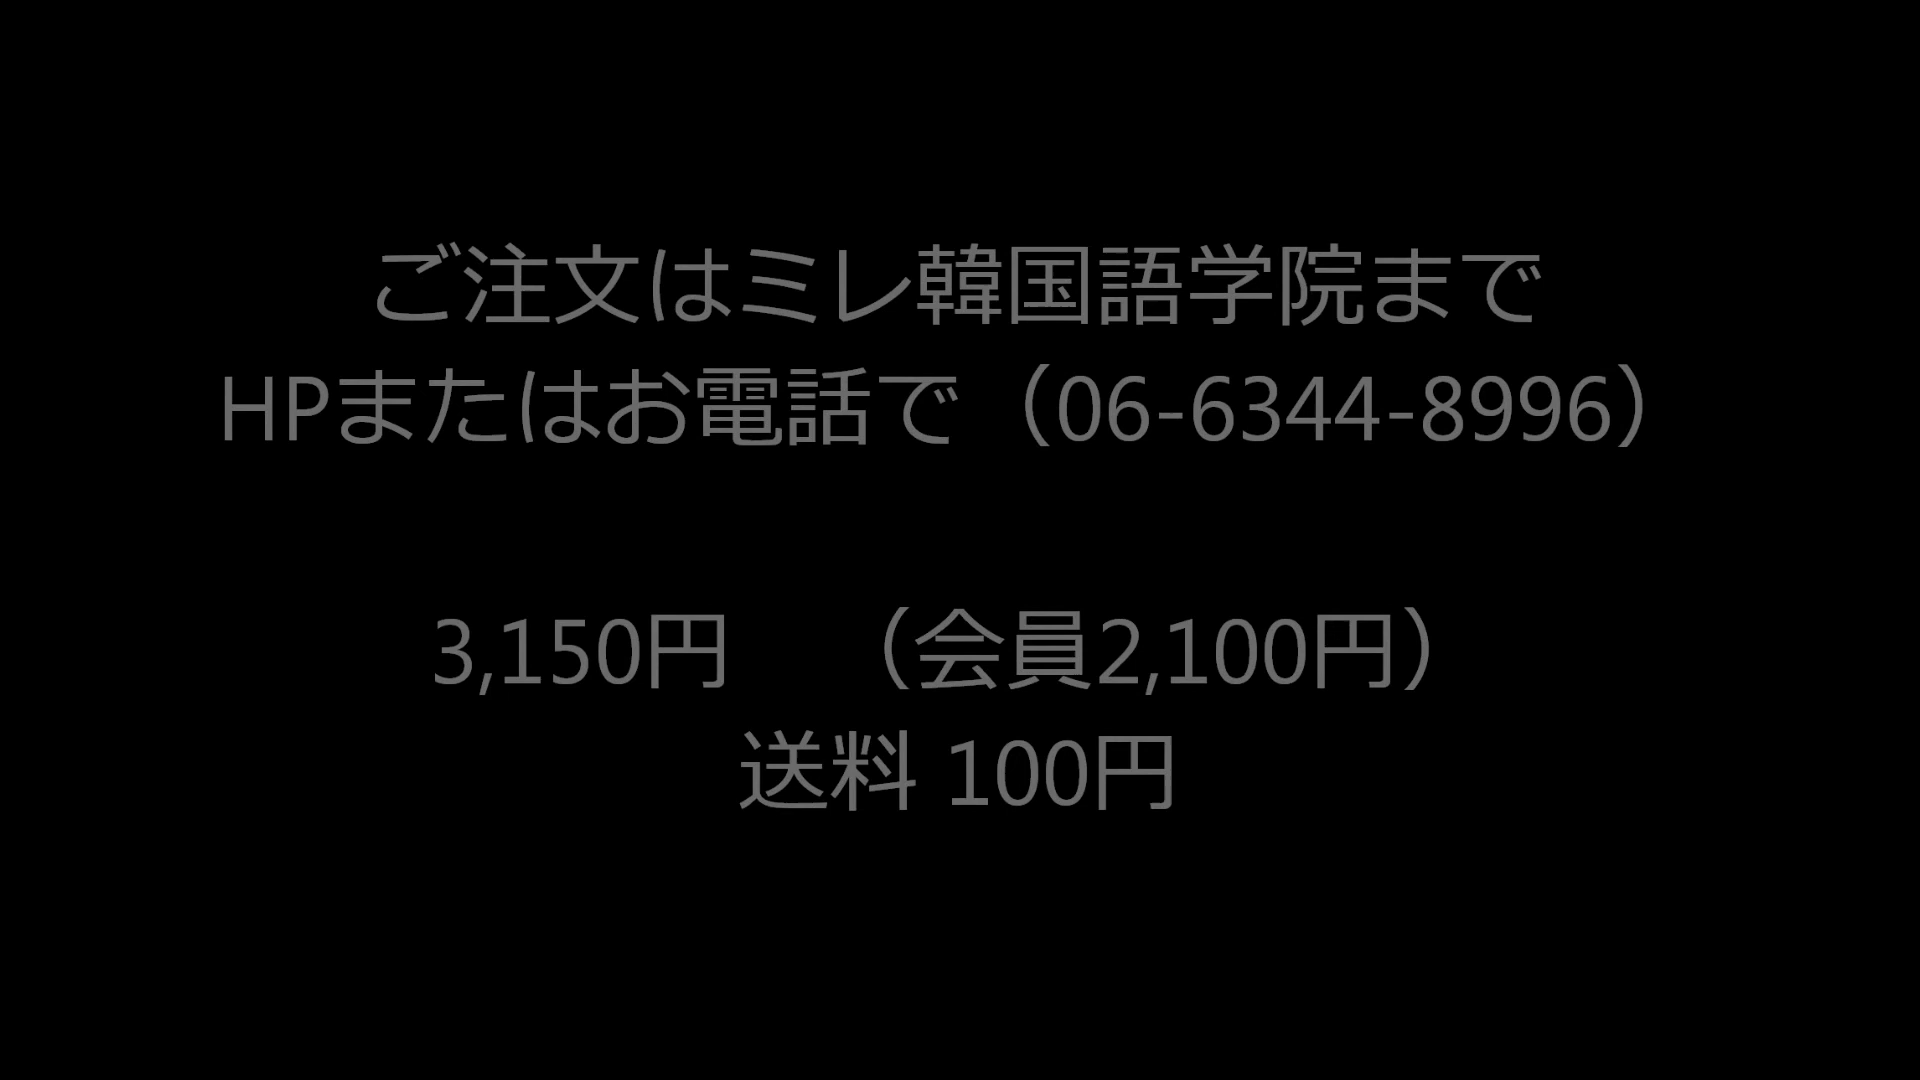 ご注文はミレ韓国語学院まで
HPまたはお電話で（06-6344-8996）
3,150円　（会員2,100円）
送料 100円